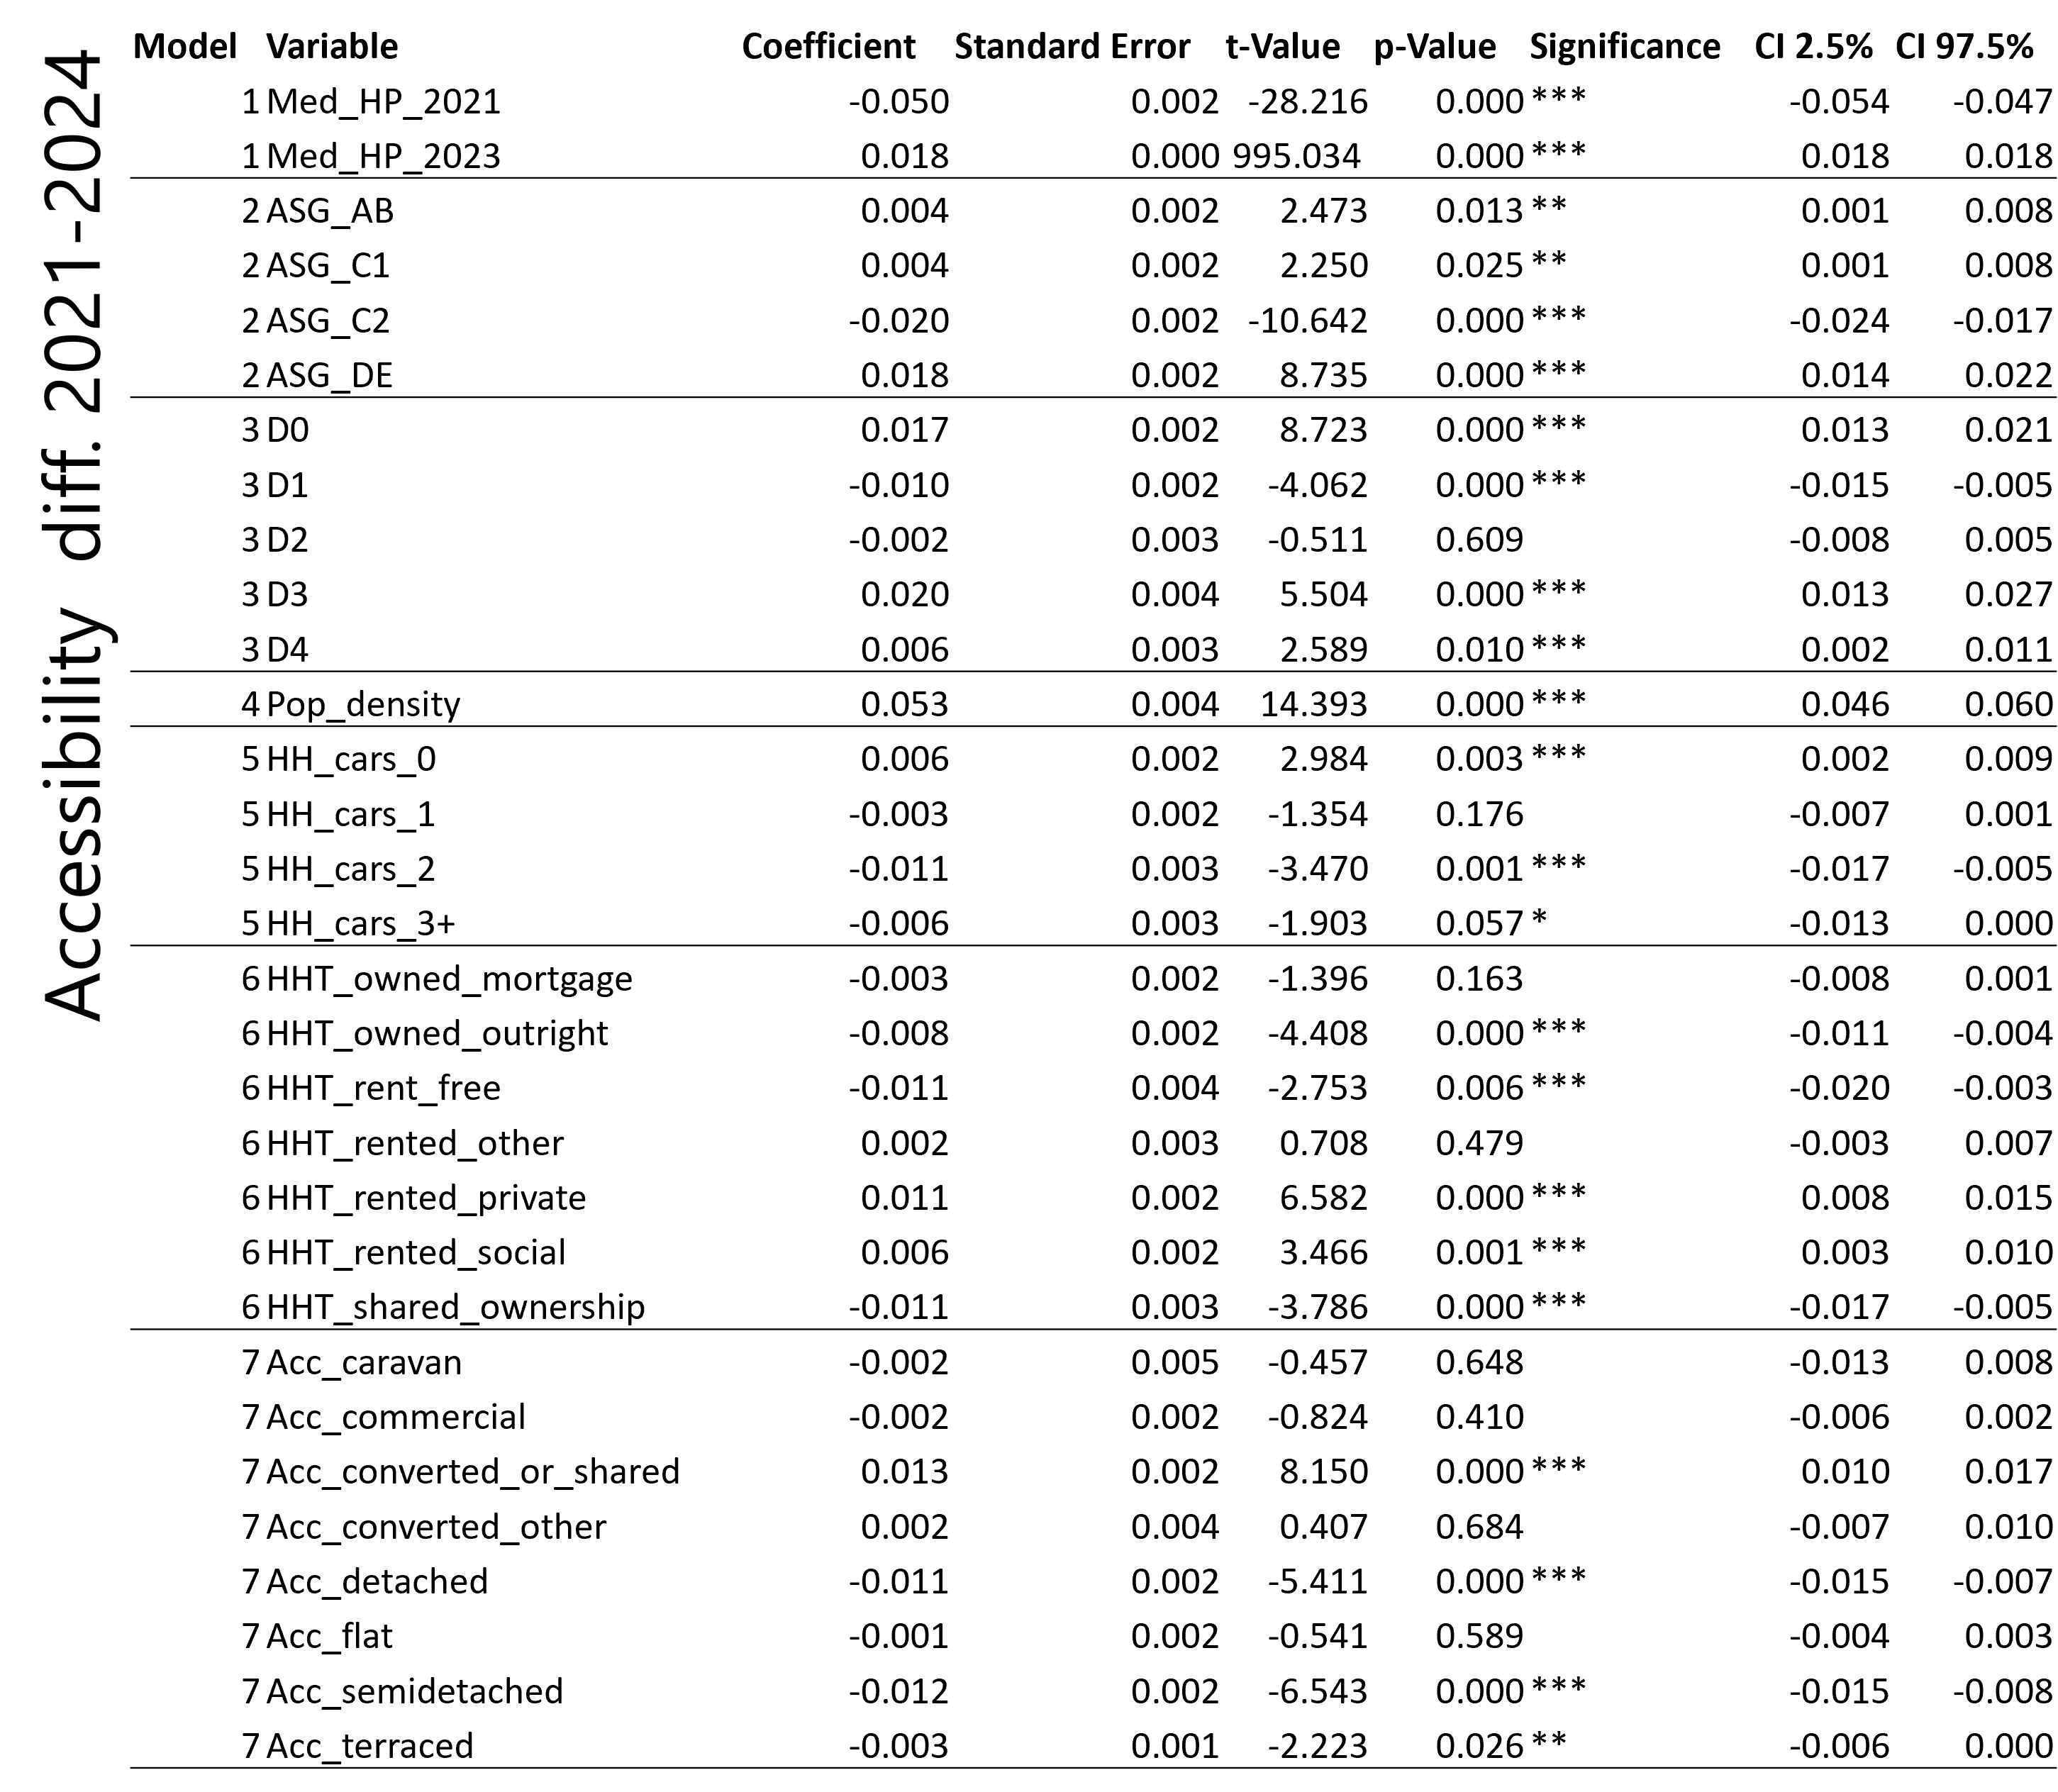 Accessibility diff. 2021-2024
Model Variable Coefficient Standard Error t-Value p-Value Significance CI 2.5% CI 97.5%
1 Med_HP_2021 -0.050 0.002 -28.216 0.000 *** -0.054 -0.047
1 Med_HP_2023 0.018 0.000 995.034 0.000 *** 0.018 0.018
2 ASG_AB 0.004 0.002 2.473 0.013 ** 0.001 0.008
2 ASG_C1 0.004 0.002 2.250 0.025 ** 0.001 0.008
2 ASG_C2 -0.020 0.002 -10.642 0.000 *** -0.024 -0.017
2 ASG_DE 0.018 0.002 8.735 0.000 *** 0.014 0.022
3 D0 0.017 0.002 8.723 0.000 *** 0.013 0.021
3 D1 -0.010 0.002 -4.062 0.000 *** -0.015 -0.005
3 D2 -0.002 0.003 -0.511 0.609 -0.008 0.005
3 D3 0.020 0.004 5.504 0.000 *** 0.013 0.027
3 D4 0.006 0.003 2.589 0.010 *** 0.002 0.011
4 Pop_density 0.053 0.004 14.393 0.000 *** 0.046 0.060
5 HH_cars_0 0.006 0.002 2.984 0.003 *** 0.002 0.009
5 HH_cars_1 -0.003 0.002 -1.354 0.176 -0.007 0.001
5 HH_cars_2 -0.011 0.003 -3.470 0.001 *** -0.017 -0.005
5 HH_cars_3+ -0.006 0.003 -1.903 0.057 * -0.013 0.000
6 HHT_owned_mortgage -0.003 0.002 -1.396 0.163 -0.008 0.001
6 HHT_owned_outright -0.008 0.002 -4.408 0.000 *** -0.011 -0.004
6 HHT_rent_free -0.011 0.004 -2.753 0.006 *** -0.020 -0.003
6 HHT_rented_other 0.002 0.003 0.708 0.479 -0.003 0.007
6 HHT_rented_private 0.011 0.002 6.582 0.000 *** 0.008 0.015
6 HHT_rented_social 0.006 0.002 3.466 0.001 *** 0.003 0.010
6 HHT_shared_ownership -0.011 0.003 -3.786 0.000 *** -0.017 -0.005
7 Acc_caravan -0.002 0.005 -0.457 0.648 -0.013 0.008
7 Acc_commercial -0.002 0.002 -0.824 0.410 -0.006 0.002
7 Acc_converted_or_shared 0.013 0.002 8.150 0.000 *** 0.010 0.017
7 Acc_converted_other 0.002 0.004 0.407 0.684 -0.007 0.010
7 Acc_detached -0.011 0.002 -5.411 0.000 *** -0.015 -0.007
7 Acc_flat -0.001 0.002 -0.541 0.589 -0.004 0.003
7 Acc_semidetached -0.012 0.002 -6.543 0.000 *** -0.015 -0.008
7 Acc_terraced -0.003 0.001 -2.223 0.026 ** -0.006 0.000